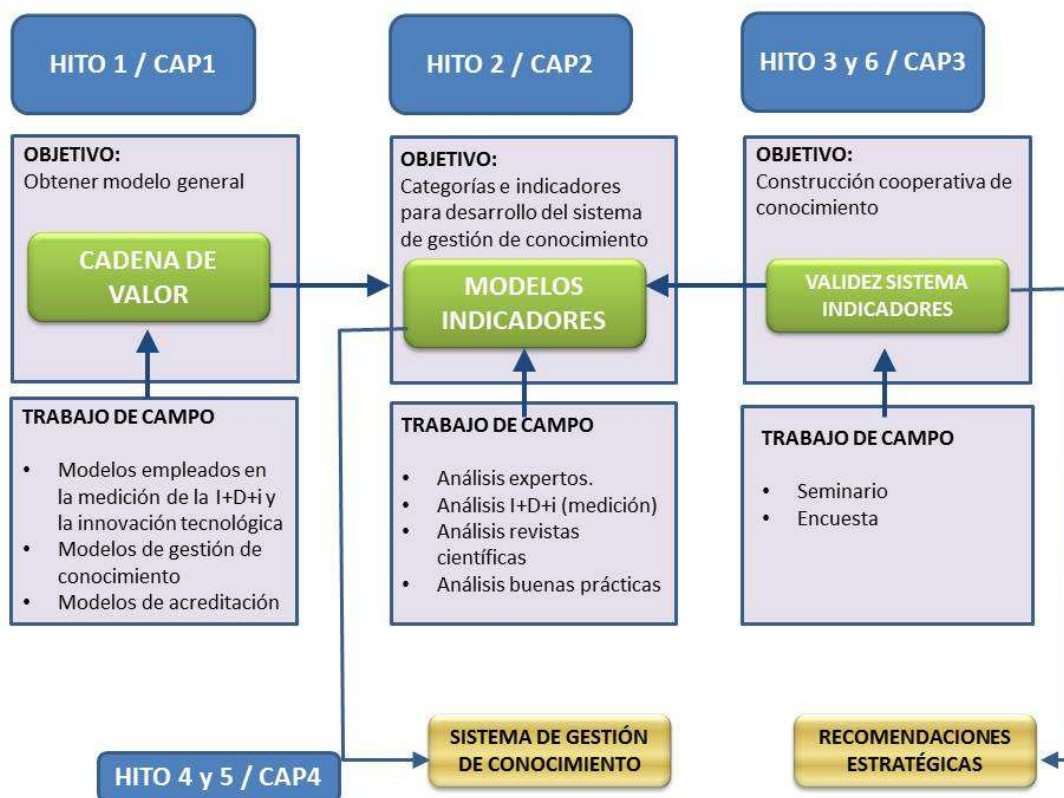 HITO 1 / CAP1
OBJETIVO:
Obtener modelo general
CADENA DE
VALOR
TRABAJO DE CAMPO
• Modelos empleados en
la medición de la I+D+i y
la innovación tecnológica
• Modelos de gestión de
conocimiento
• Modelos de acreditación
HITO 2 / CAP2
OBJETIVO:
Categorías e indicadores
para desarrollo del sistema
de gestión de conocimiento
MODELOS
INDICADORES
TRABAJO DE CAMPO
• Análisis expertos.
• Análisis I+D+i (medición)
• Análisis revistas
científicas
• Análisis buenas prácticas
HITO 3 y 6 / CAP3
OBJETIVO:
Construcción cooperativa de
conocimiento
VALIDEZ SISTEMA
INDICADORES
TRABAJO DE CAMPO
• Seminario
• Encuesta
HITO 4 y 5 / CAP4
SISTEMA DE GESTIÓN
DE CONOCIMIENTO
RECOMENDACIONES
ESTRATÉGICAS